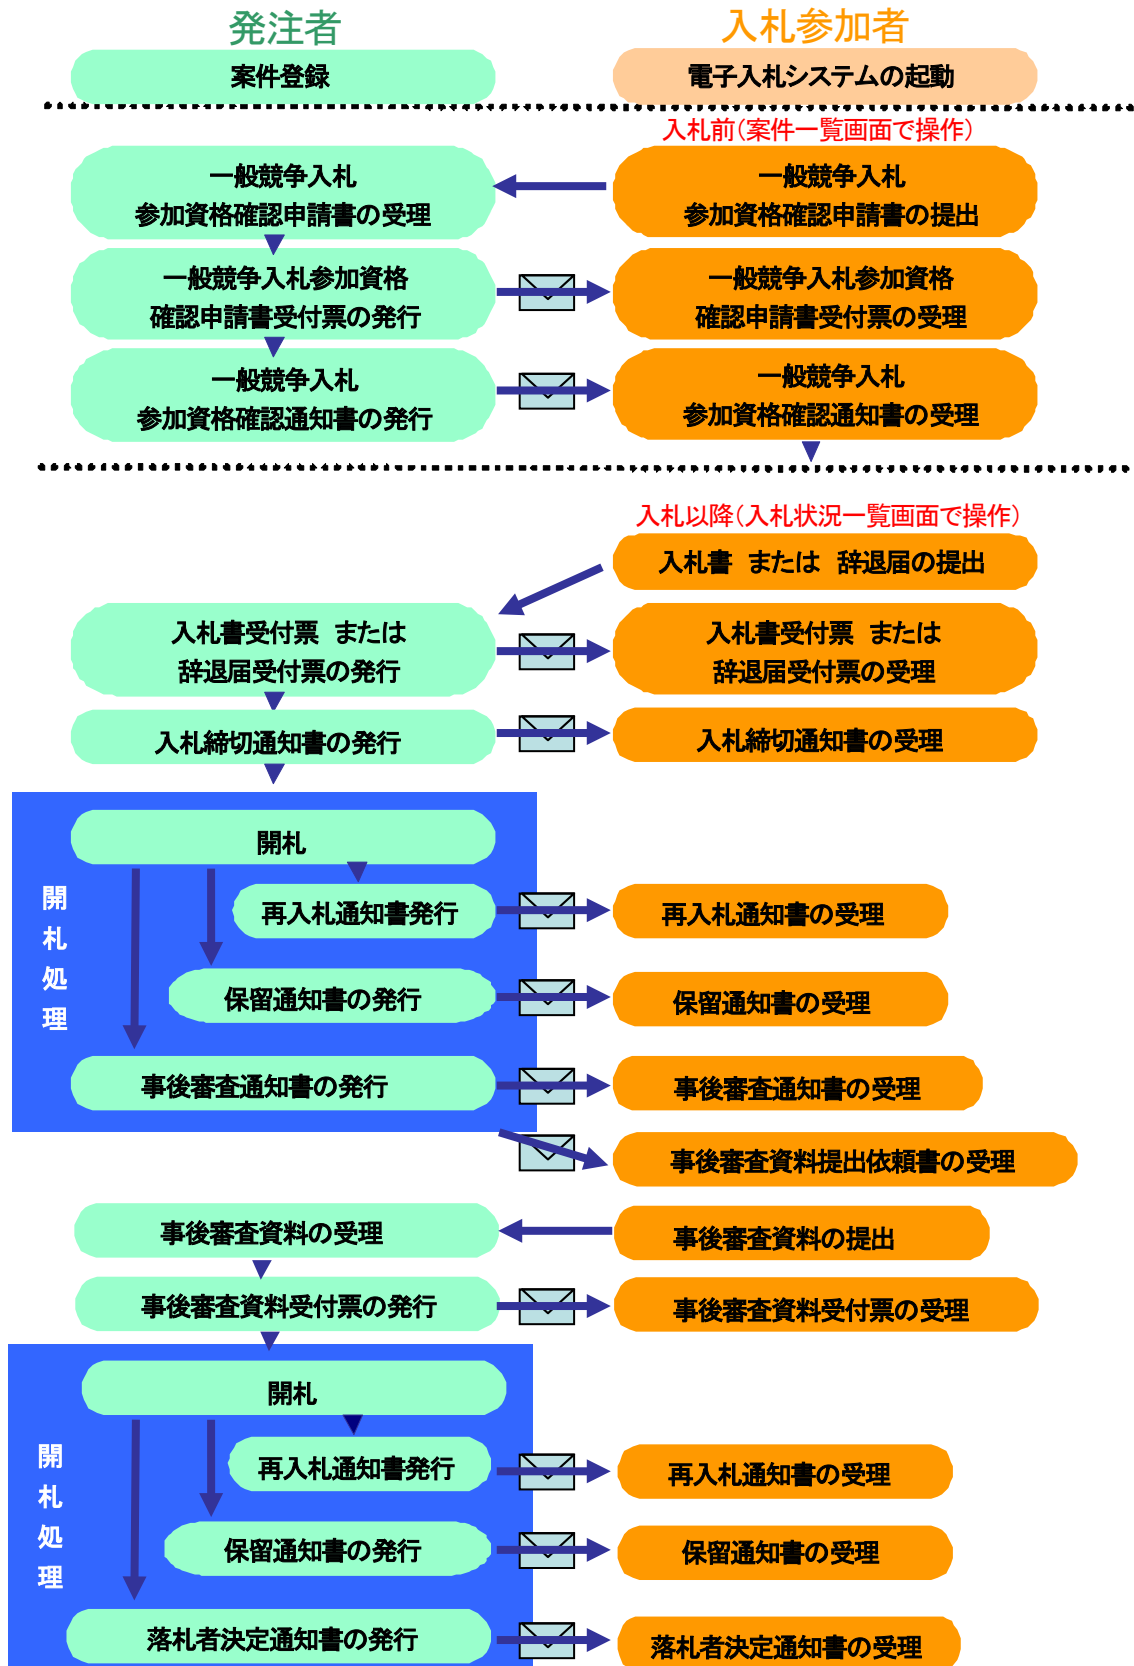 発注者
入札参加者
案件登録
電子入札システムの起動
入札前（案件一覧画面で操作）
一般競争入札
参加資格確認申請書の受理
一般競争入札
参加資格確認申請書の提出
一般競争入札参加資格
確認申請書受付票の発行
一般競争入札参加資格
確認申請書受付票の受理
一般競争入札
参加資格確認通知書の発行
一般競争入札
参加資格確認通知書の受理
入札以降（入札状況一覧画面で操作）
入札書　または　辞退届の提出
入札書受付票　または
辞退届受付票の発行
入札書受付票　または
辞退届受付票の受理
入札締切通知書の発行
入札締切通知書の受理
開札処理
開札
再入札通知書発行
再入札通知書の受理
保留通知書の発行
保留通知書の受理
事後審査通知書の発行
事後審査通知書の受理
事後審査資料提出依頼書の受理
事後審査資料の受理
事後審査資料の提出
事後審査資料受付票の発行
事後審査資料受付票の受理
開札処理
開札
再入札通知書発行
再入札通知書の受理
保留通知書の発行
保留通知書の受理
落札者決定通知書の発行
落札者決定通知書の受理